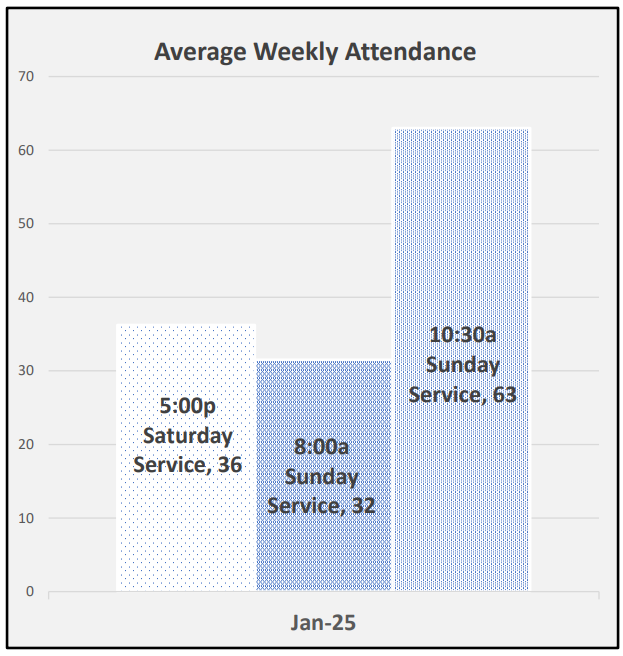 Average Weekly Attendance
70
60
50
40
30
20
10
0
5:00p
Saturday
Service, 36
8:00a
Sunday
Service, 32
10:30a
Sunday
Service, 63
Jan-25